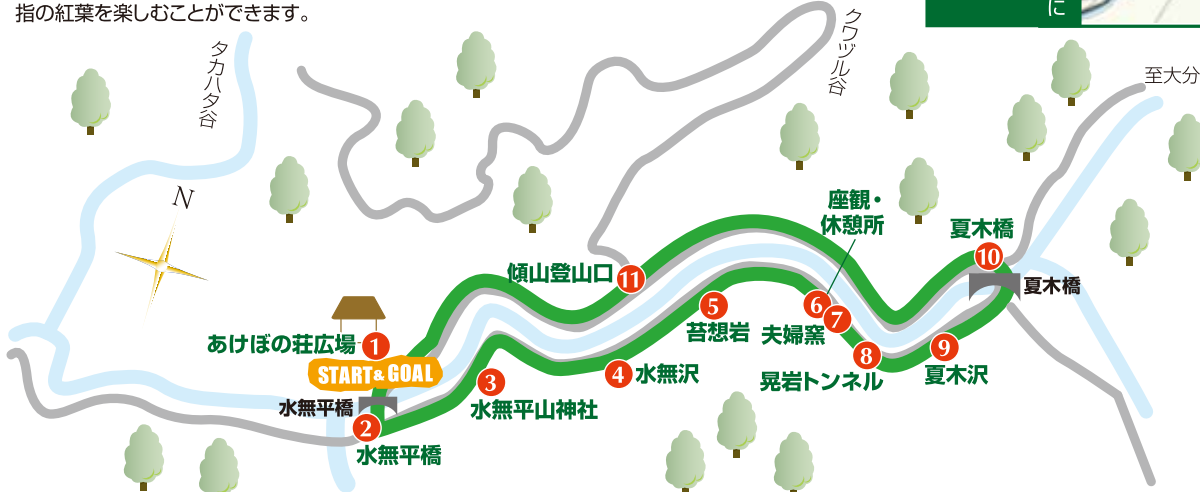 指の紅葉を楽しむことができます。
に
タカハタ谷
クワヅル谷
至大分
N
座観・
休憩所
夏木橋
10
夏木橋
傾山登山口
11
5
苔想岩
6
7
夫婦窯
8
晃岩トンネル
9
夏木沢
あけぼの荘広場
1
START & GOAL
3
水無平山神社
4
水無沢
水無平橋
2
水無平橋